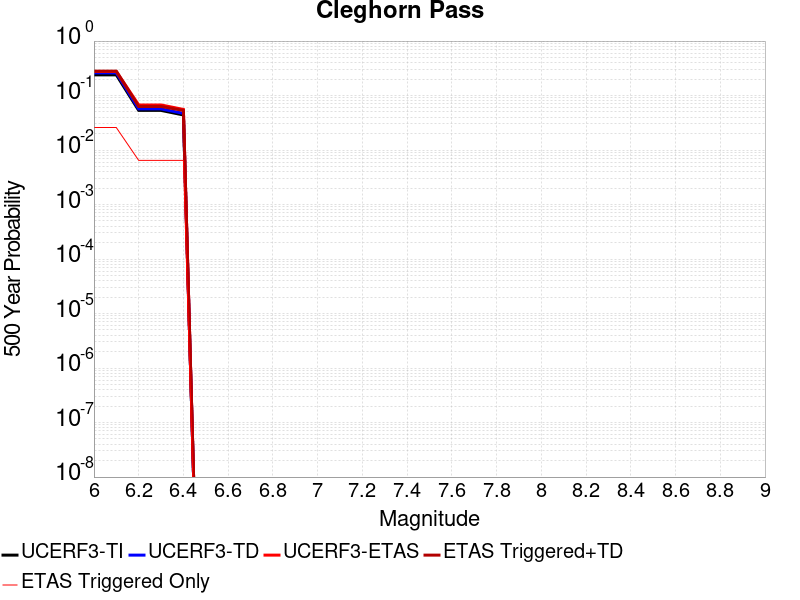 Cleghorn Pass
500 Year Probability
10^0
10^-1
10^-2
10^-3
10^-4
10^-5
10^-6
10^-7
10^-8
6 6.2 6.4 6.6 6.8 7 7.2 7.4 7.6 7.8 8 8.2 8.4 8.6 8.8 9
Magnitude
UCERF3-TI UCERF3-TD UCERF3-ETAS ETAS Triggered+TD
ETAS Triggered Only